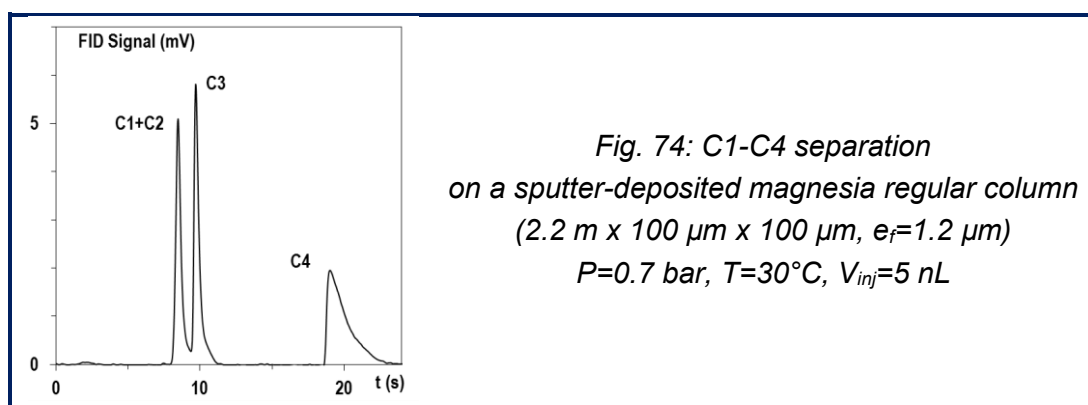 FID Signal (mV)
C3
C1+C2
5
C4
0
0
10
20
t (s)
Fig. 74: C1-C4 separation
on a sputter-deposited magnesia regular column
(2.2 m x 100 µm x 100 µm, ef=1.2 µm)
P=0.7 bar, T=30°C, Vinj=5 nL